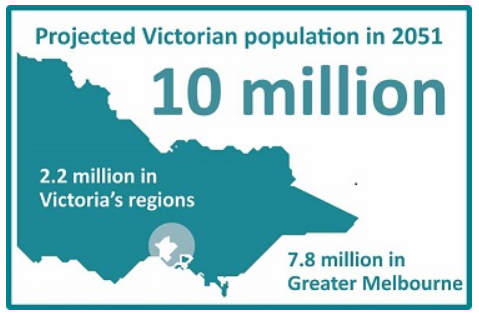 Projected Victorian population in 2051
10 million
2.2 million in
Victoria's regions
7.8 million in
Greater Melbourne